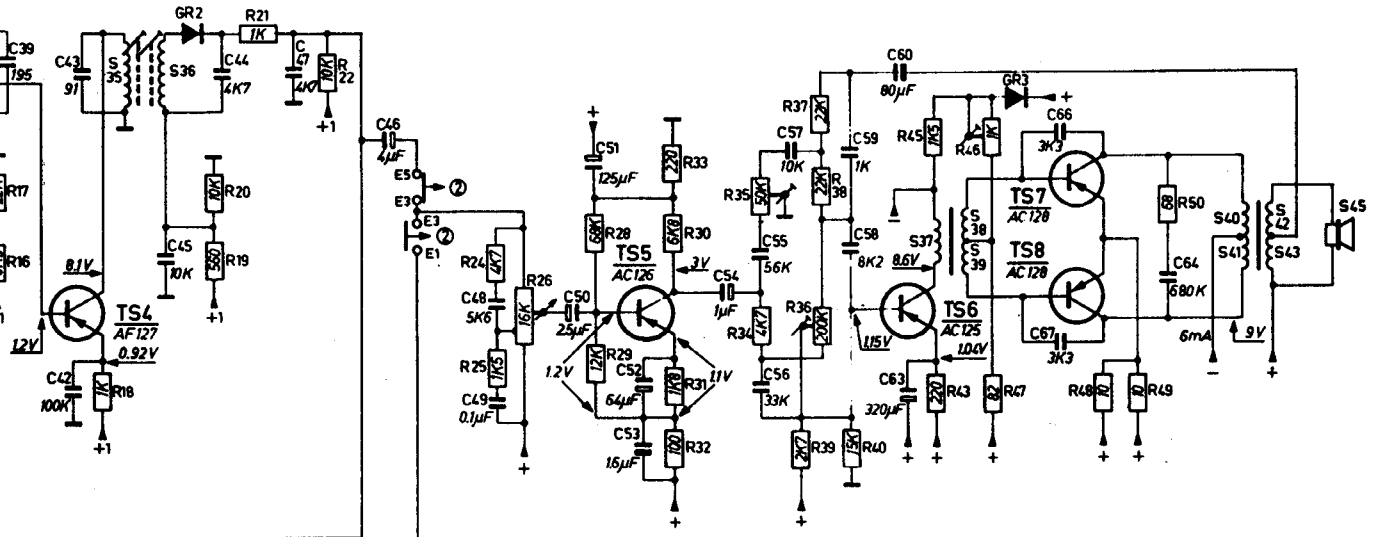 C39
195
C43
91
S
35
S36
GR2
C44
4K7
R21
1K
C
47
4K7
10K
R
22
+1
R17
R16
1.2V
8.1V
TS4
AF127
0.92V
C42
100K
1K
R18
+1
C45
10K
10K
R20
560
R19
+1
C46
4µF
E5
E3
2
E3
E1
2
R24
4K7
C48
5K6
R25
1K5
C49
0.1µF
R26
16K
+
C50
2.5µF
+
C51
125µF
R28
68K
220
R33
6K8
R30
TS5
AC126
3V
1.2V
R29
12K
C52
64µF
1K8
R31
1.1V
C53
1.6µF
100
R32
+
C54
1µF
R35
50K
C57
10K
C55
56K
R34
4K7
C56
33K
R37
22K
22K
R
38
R36
200K
2K7
R39
+
C59
1K
C58
8K2
15K
R40
1.15V
C60
80µF
R45
1K5
R46
1K
GR3
+
–
S37
8.6V
TS6
AC125
1.04V
C63
320µF
220
R43
82
R47
+
+
+
S
38
S
39
C66
3K3
TS7
AC128
TS8
AC128
C67
3K3
R48
10
10
R49
+
+
68
R50
C64
680K
S40
S41
S
42
S43
S45
6mA
9V
–
+